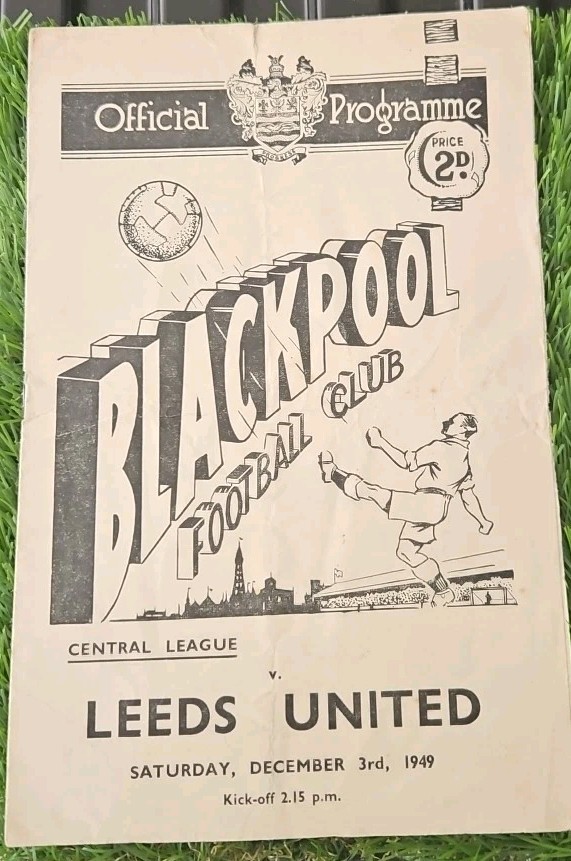 Official Programme
PROGRESS
PRICE
2D.
BLACKPOOL
FOOTBALL CLUB
CENTRAL LEAGUE
v.
LEEDS UNITED
SATURDAY, DECEMBER 3rd, 1949
Kick-off 2.15 p.m.